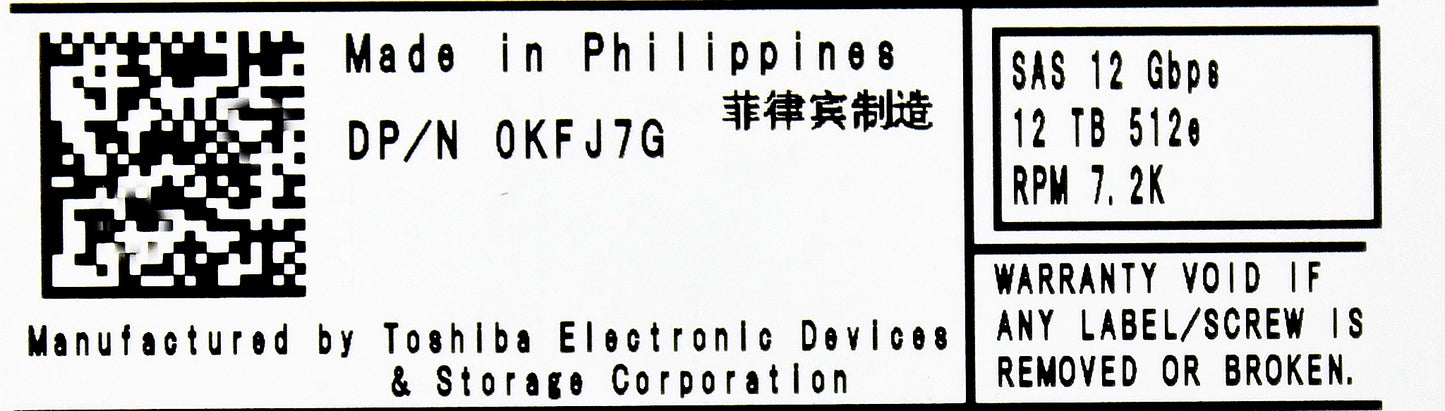 Made in Philippines
菲律宾制造
DP/N 0KFJ7G
Manufactured by Toshiba Electronic Devices
& Storage Corporation
SAS 12 Gbps
12 TB 512e
RPM 7.2K
WARRANTY VOID IF
ANY LABEL/SCREW IS
REMOVED OR BROKEN.